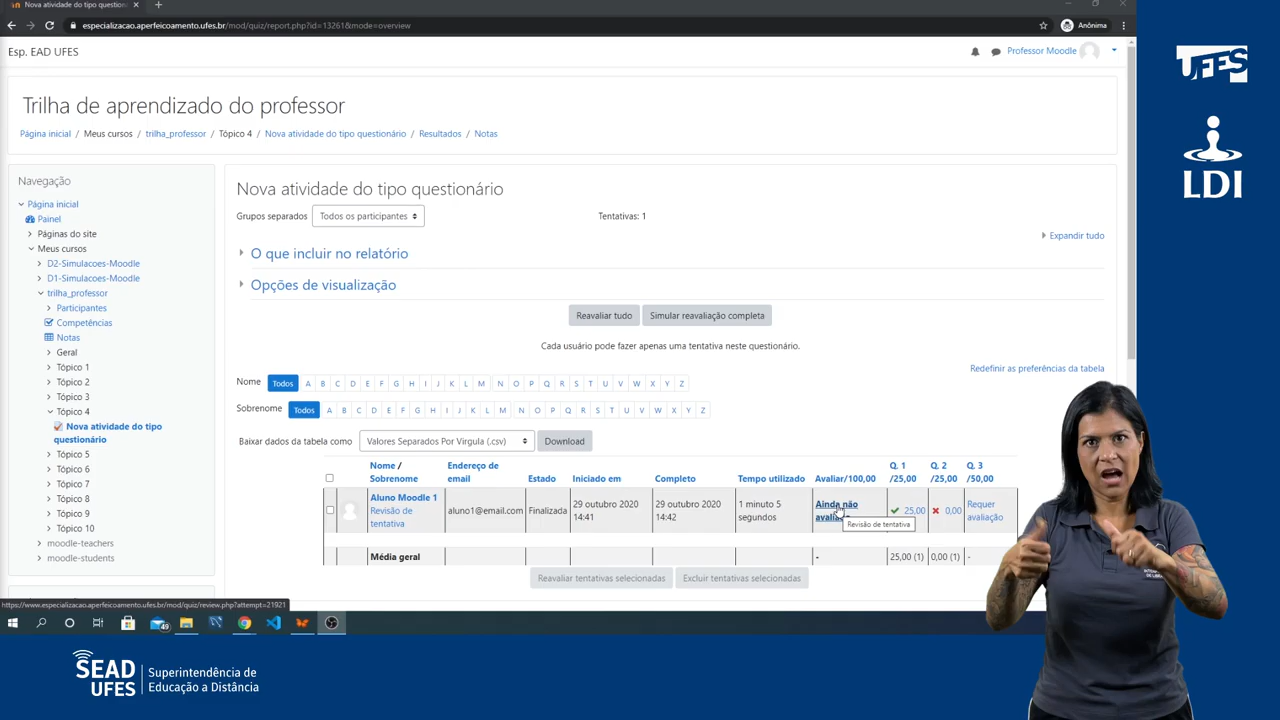 Nova atividade do tipo question
especializacao.aperfeicoamento.ufes.br/mod/quiz/report.php?id=13261&mode=overview
Anônima
Esp. EAD UFES
Professor Moodle
Trilha de aprendizado do professor
Página inicial / Meus cursos / trilha_professor / Tópico 4 / Nova atividade do tipo questionário / Resultados / Notas
Navegação
Página inicial
Painel
Páginas do site
Meus cursos
D2-Simulacoes-Moodle
D1-Simulacoes-Moodle
trilha_professor
Participantes
Competências
Notas
Geral
Tópico 1
Tópico 2
Tópico 3
Tópico 4
Nova atividade do tipo
questionário
Tópico 5
Tópico 6
Tópico 7
Tópico 8
Tópico 9
Tópico 10
moodle-teachers
moodle-students
Nova atividade do tipo questionário
Grupos separados Todos os participantes Tentativas: 1
Expandir tudo
O que incluir no relatório
Opções de visualização
Reavaliar tudo Simular reavaliação completa
Cada usuário pode fazer apenas uma tentativa neste questionário.
Redefinir as preferências da tabela
Nome Todos A B C D E F G H I J K L M N O P Q R S T U V W X Y Z
Sobrenome Todos A B C D E F G H I J K L M N O P Q R S T U V W X Y Z
Baixar dados da tabela como Valores Separados Por Virgula (.csv) Download
Nome / Endereço de Q. 1 Q. 2 Q. 3
Sobrenome email Estado Iniciado em Completo Tempo utilizado Avaliar/100,00 /25,00 /25,00 /50,00
Aluno Moodle 1 29 outubro 2020 29 outubro 2020 1 minuto 5 Ainda não Requer
Revisão de aluno1@email.com Finalizada 14:41 14:42 segundos 25,00 0,00 avaliação
tentativa Revisão de tentativa
Média geral - 25,00 (1) 0,00 (1) -
Reavaliar tentativas selecionadas Excluir tentativas selecionadas
https://www.especializacao.aperfeicoamento.ufes.br/mod/quiz/review.php?attempt=21921
49
UFES
LDI
SEAD
UFES
Superintendência de
Educação a Distância